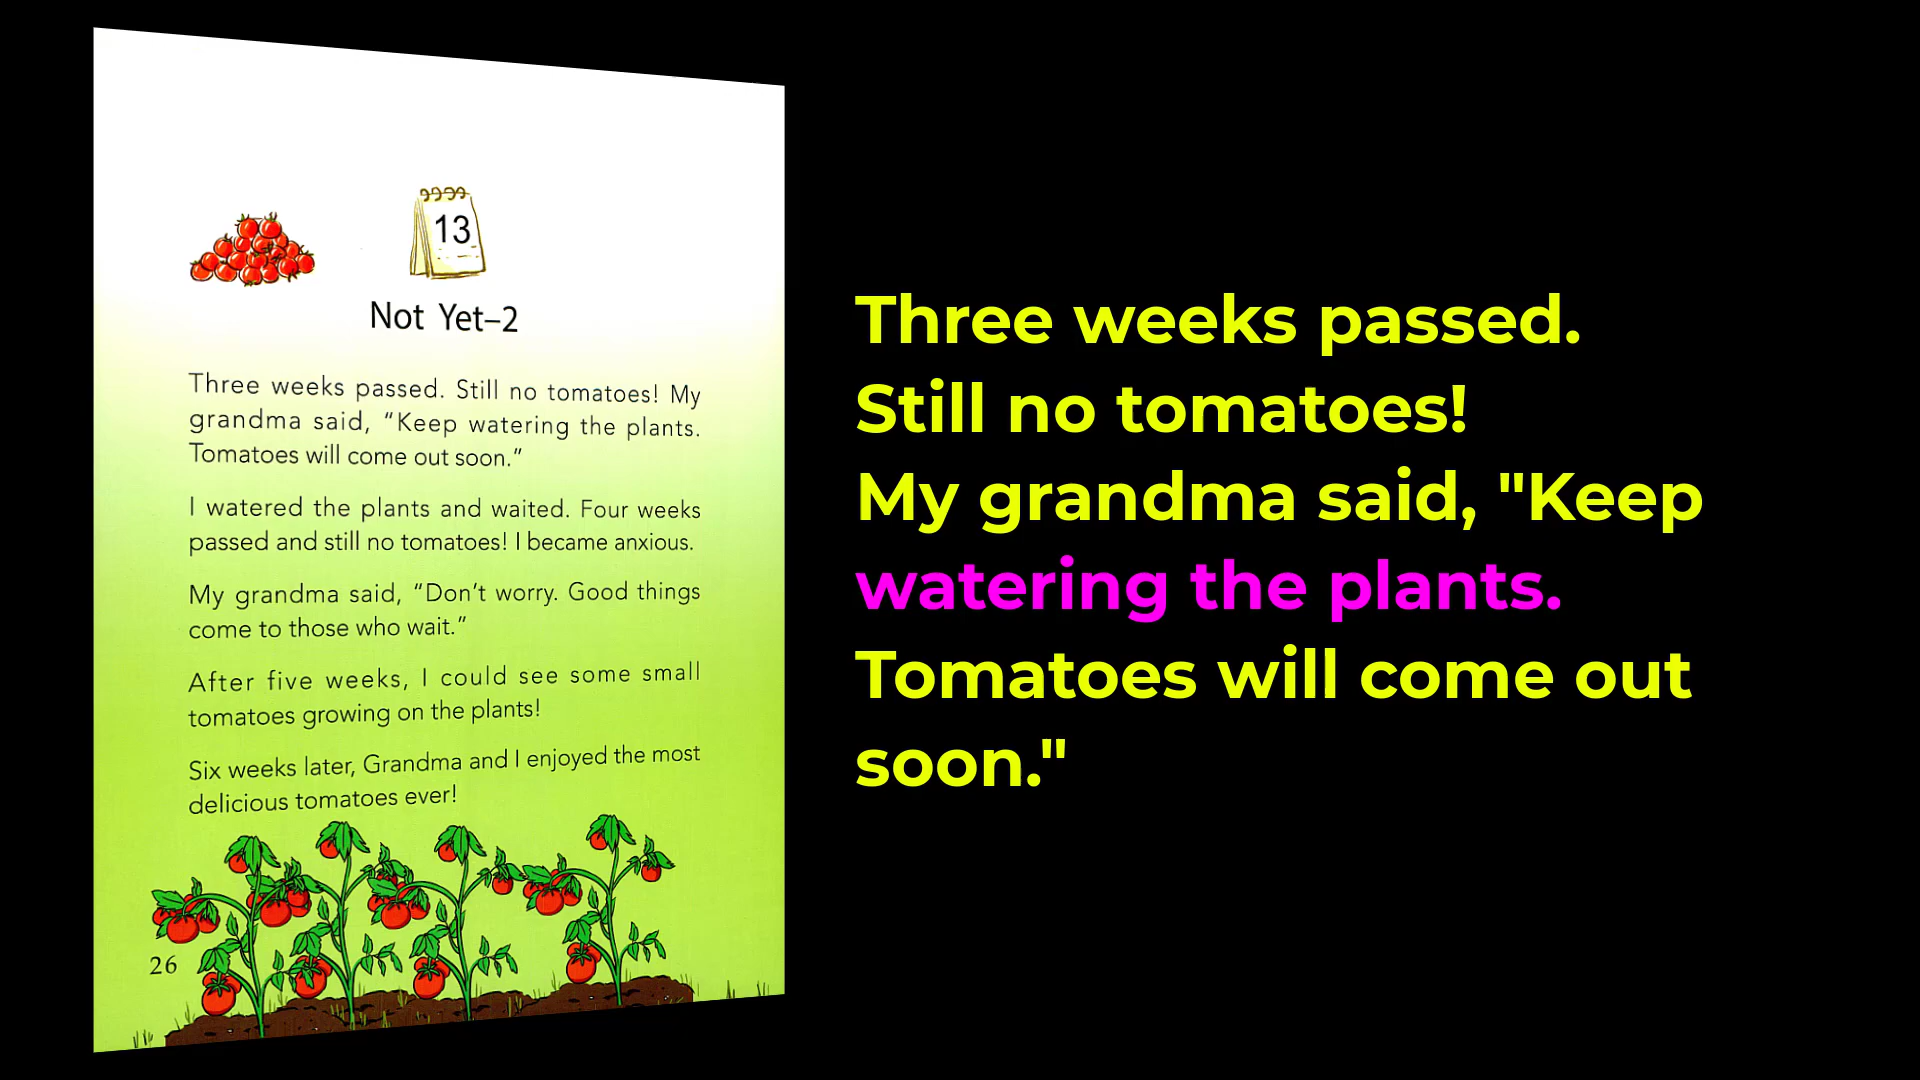 13
Not Yet–2
Three weeks passed. Still no tomatoes! My
grandma said, “Keep watering the plants.
Tomatoes will come out soon.”
I watered the plants and waited. Four weeks
passed and still no tomatoes! I became anxious.
My grandma said, “Don’t worry. Good things
come to those who wait.”
After five weeks, I could see some small
tomatoes growing on the plants!
Six weeks later, Grandma and I enjoyed the most
delicious tomatoes ever!
26
Three weeks passed.
Still no tomatoes!
My grandma said, "Keep
watering the plants.
Tomatoes will come out
soon."